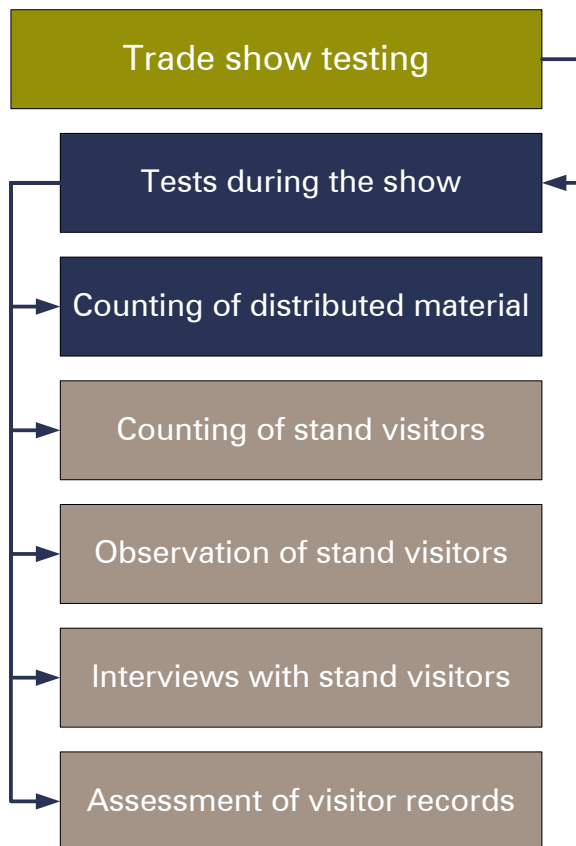 Trade show testing
Tests during the show
Counting of distributed material
Counting of stand visitors
Observation of stand visitors
Interviews with stand visitors
Assessment of visitor records